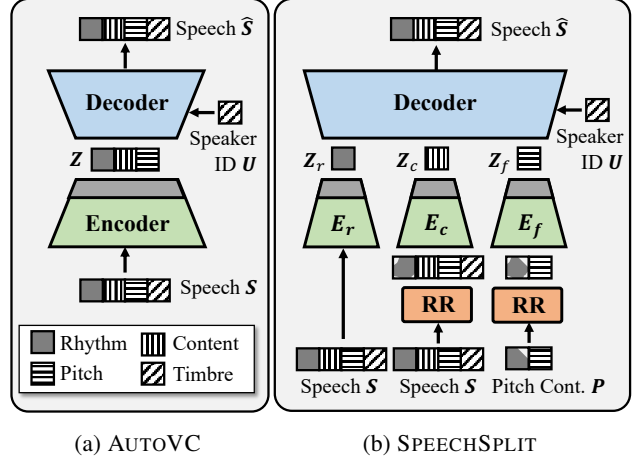 Speech Ŝ
Decoder
Speaker
ID U
Z
Encoder
Speech S
Rhythm
Content
Pitch
Timbre
(a) AUTOVC
Speech Ŝ
Decoder
Speaker
ID U
Z_r Z_c Z_f
E_r E_c E_f
RR RR
Speech S Speech S Pitch Cont. P
(b) SPEECHSPLIT